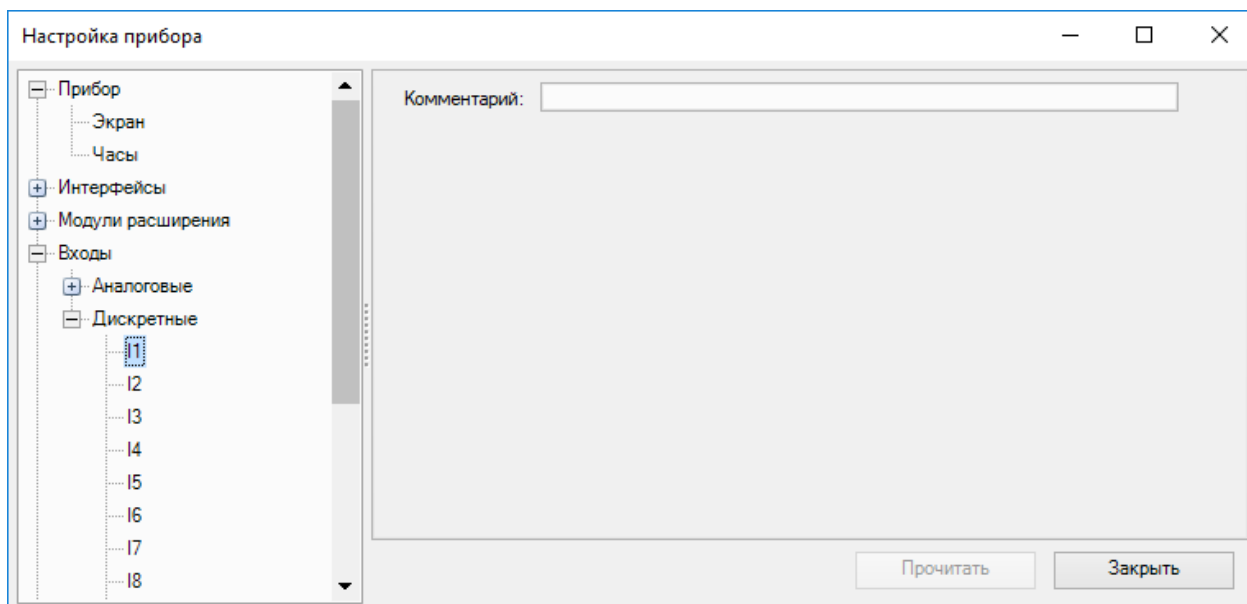 Настройка прибора
Прибор
Экран
Часы
Интерфейсы
Модули расширения
Входы
Аналоговые
Дискретные
I1
I2
I3
I4
I5
I6
I7
I8
Комментарий:
Прочитать
Закрыть